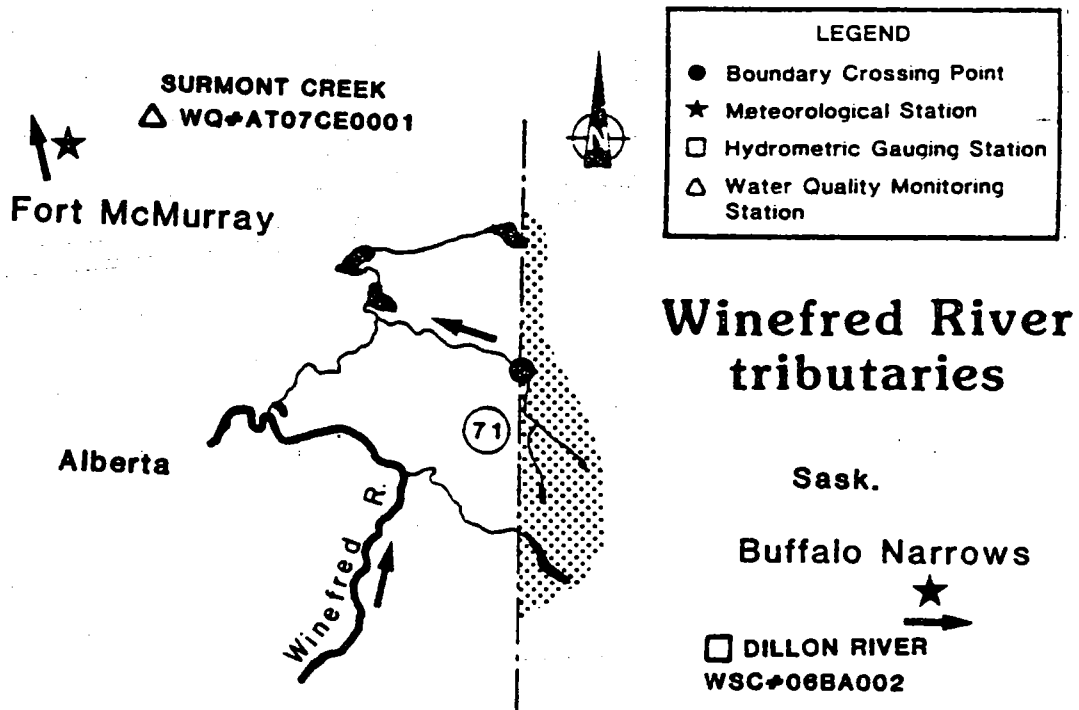 SURMONT CREEK
WQ#AT07CE0001
Fort McMurray
N
LEGEND
Boundary Crossing Point
Meteorological Station
Hydrometric Gauging Station
Water Quality Monitoring
Station
Winefred River
tributaries
71
Alberta
Winefred R.
Sask.
Buffalo Narrows
DILLON RIVER
WSC#06BA002